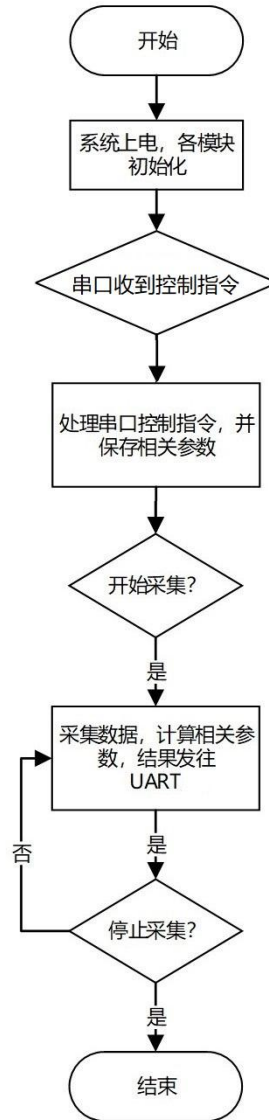 开始
系统上电，各模块
初始化
串口收到控制指令
处理串口控制指令，并
保存相关参数
开始采集？
是
采集数据，计算相关参
数，结果发往
UART
否
是
停止采集？
是
结束